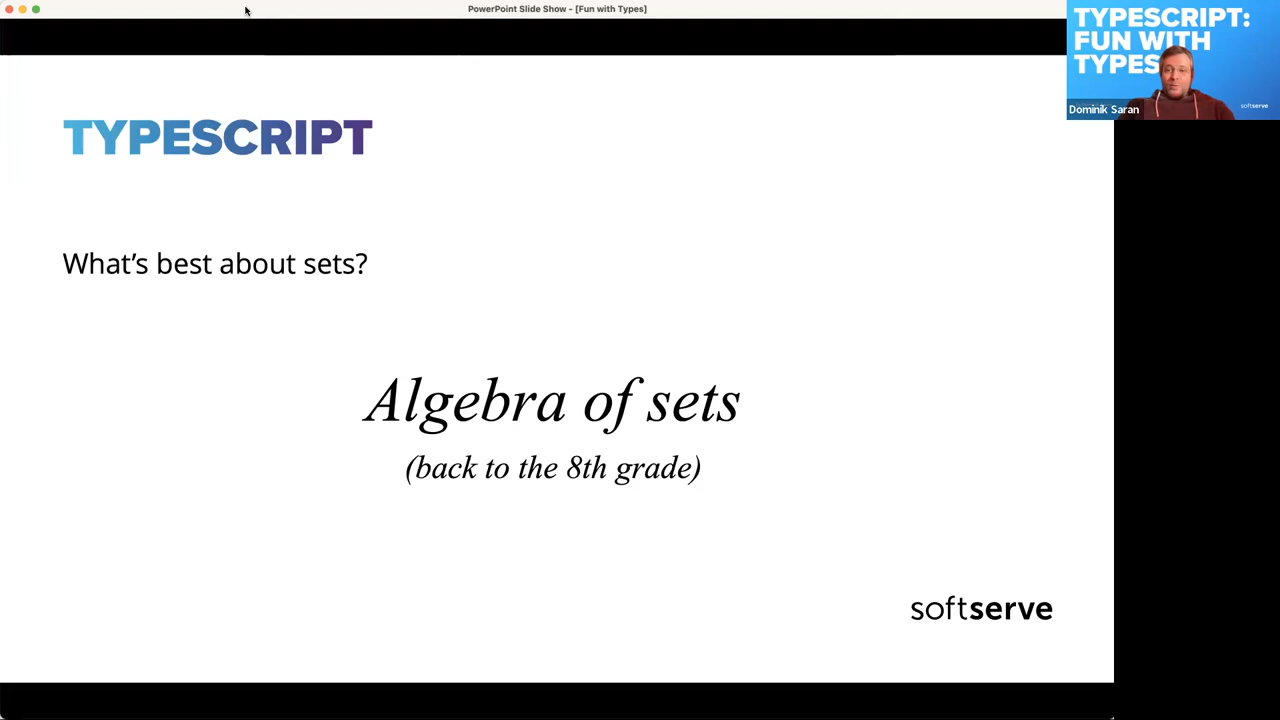 PowerPoint Slide Show - [Fun with Types]
TYPESCRIPT:
FUN WITH
TYPES
Dominik Saran
softserve
TYPESCRIPT
What's best about sets?
Algebra of sets
(back to the 8th grade)
softserve